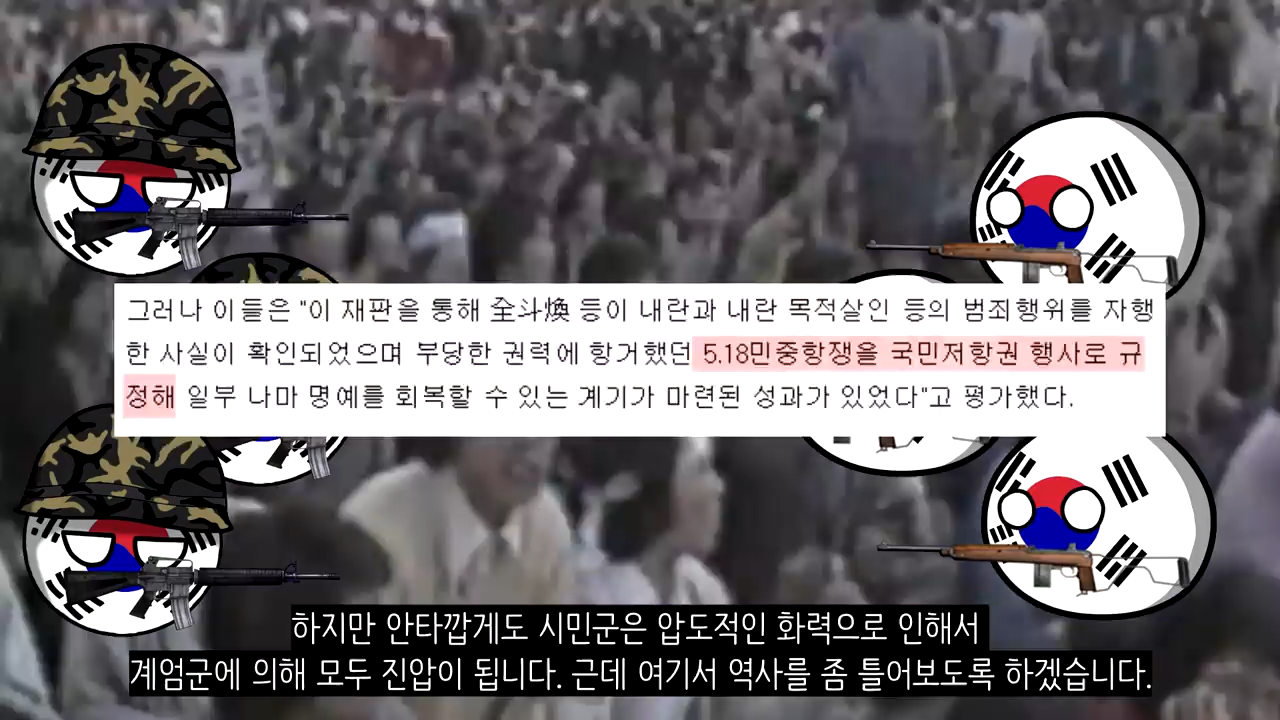 그러나 이들은 "이 재판을 통해 全斗煥 등이 내란과 내란 목적살인 등의 범죄행위를 자행
한 사실이 확인되었으며 부당한 권력에 항거했던 5.18민중항쟁을 국민저항권 행사로 규
정해 일부 나마 명예를 회복할 수 있는 계기가 마련된 성과가 있었다"고 평가했다.
하지만 안타깝게도 시민군은 압도적인 화력으로 인해서
계엄군에 의해 모두 진압이 됩니다. 근데 여기서 역사를 좀 틀어보도록 하겠습니다.